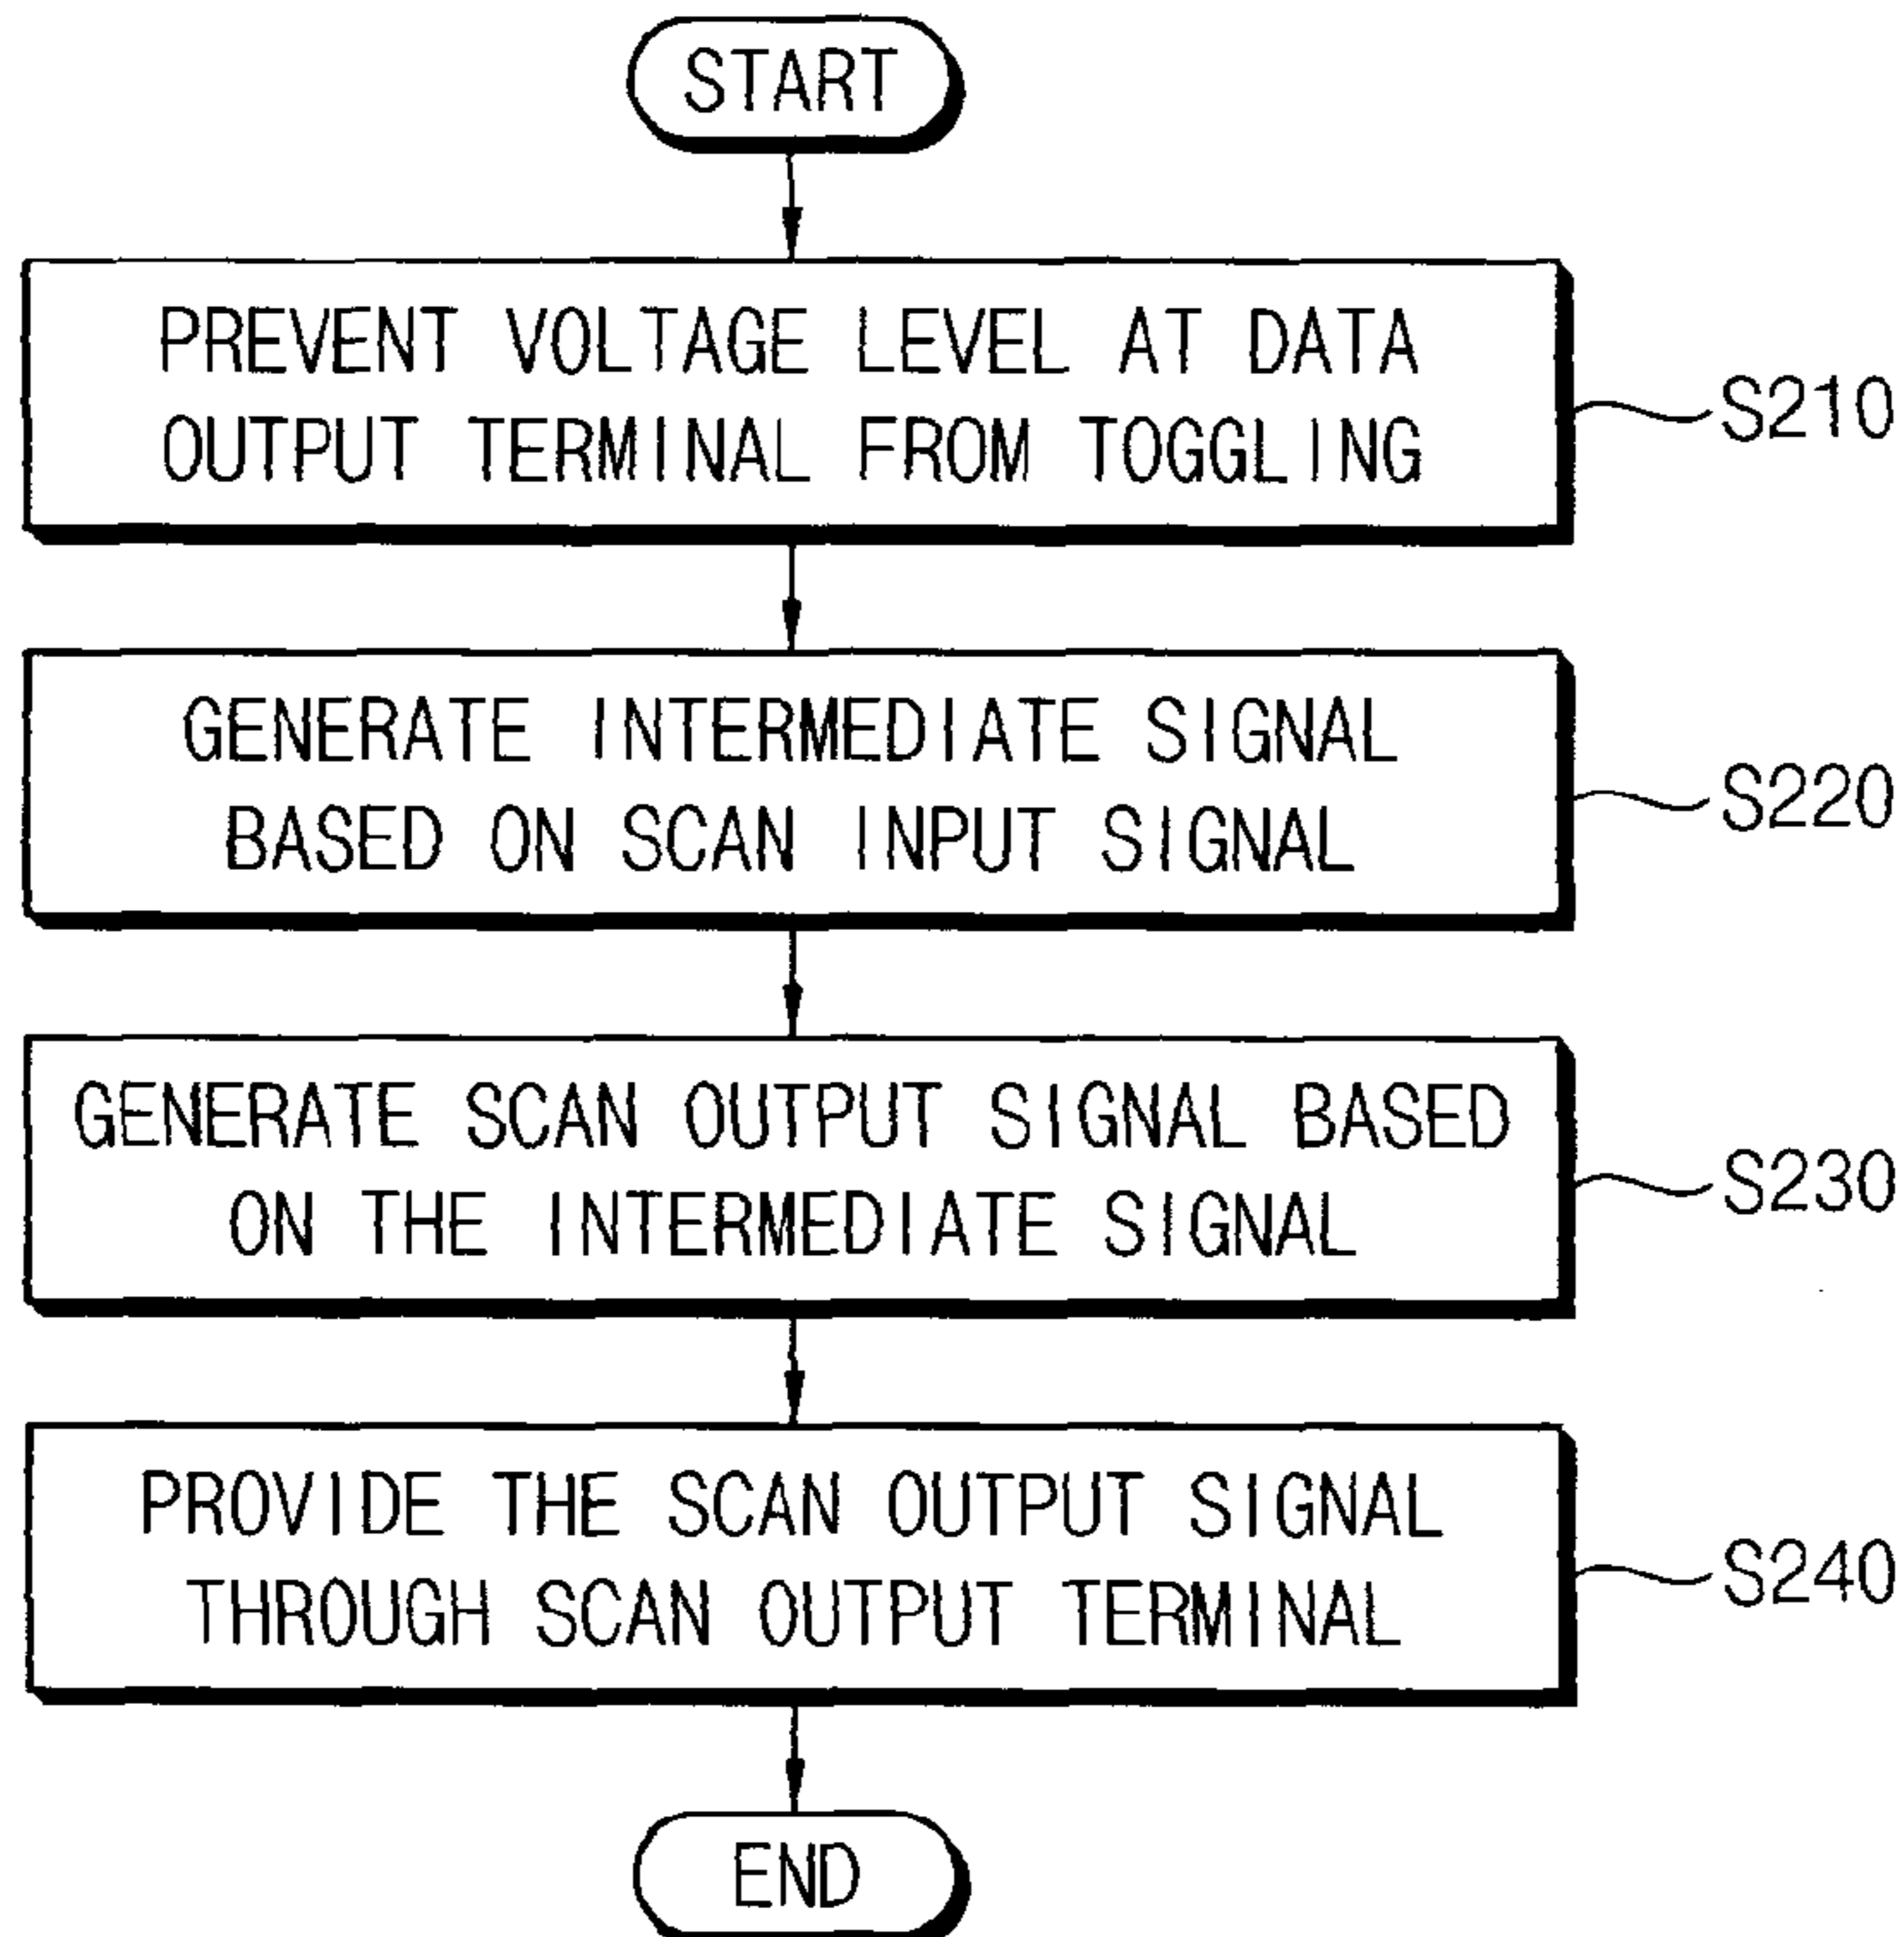 START
PREVENT VOLTAGE LEVEL AT DATA
OUTPUT TERMINAL FROM TOGGLING
S210
GENERATE INTERMEDIATE SIGNAL
BASED ON SCAN INPUT SIGNAL
S220
GENERATE SCAN OUTPUT SIGNAL BASED
ON THE INTERMEDIATE SIGNAL
S230
PROVIDE THE SCAN OUTPUT SIGNAL
THROUGH SCAN OUTPUT TERMINAL
S240
END